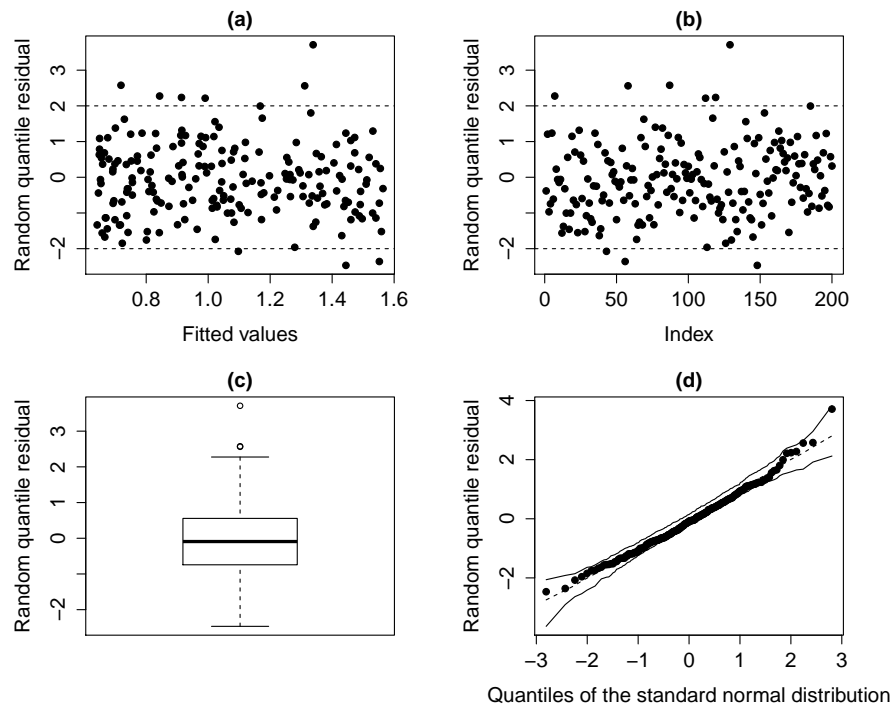 (a)
Random quantile residual
3
2
1
0
−2
0.8 1.0 1.2 1.4 1.6
Fitted values
(b)
Random quantile residual
3
2
1
0
−2
0 50 100 150 200
Index
(c)
Random quantile residual
3
2
1
0
−2
(d)
Random quantile residual
4
2
0
−2
−3 −2 −1 0 1 2 3
Quantiles of the standard normal distribution